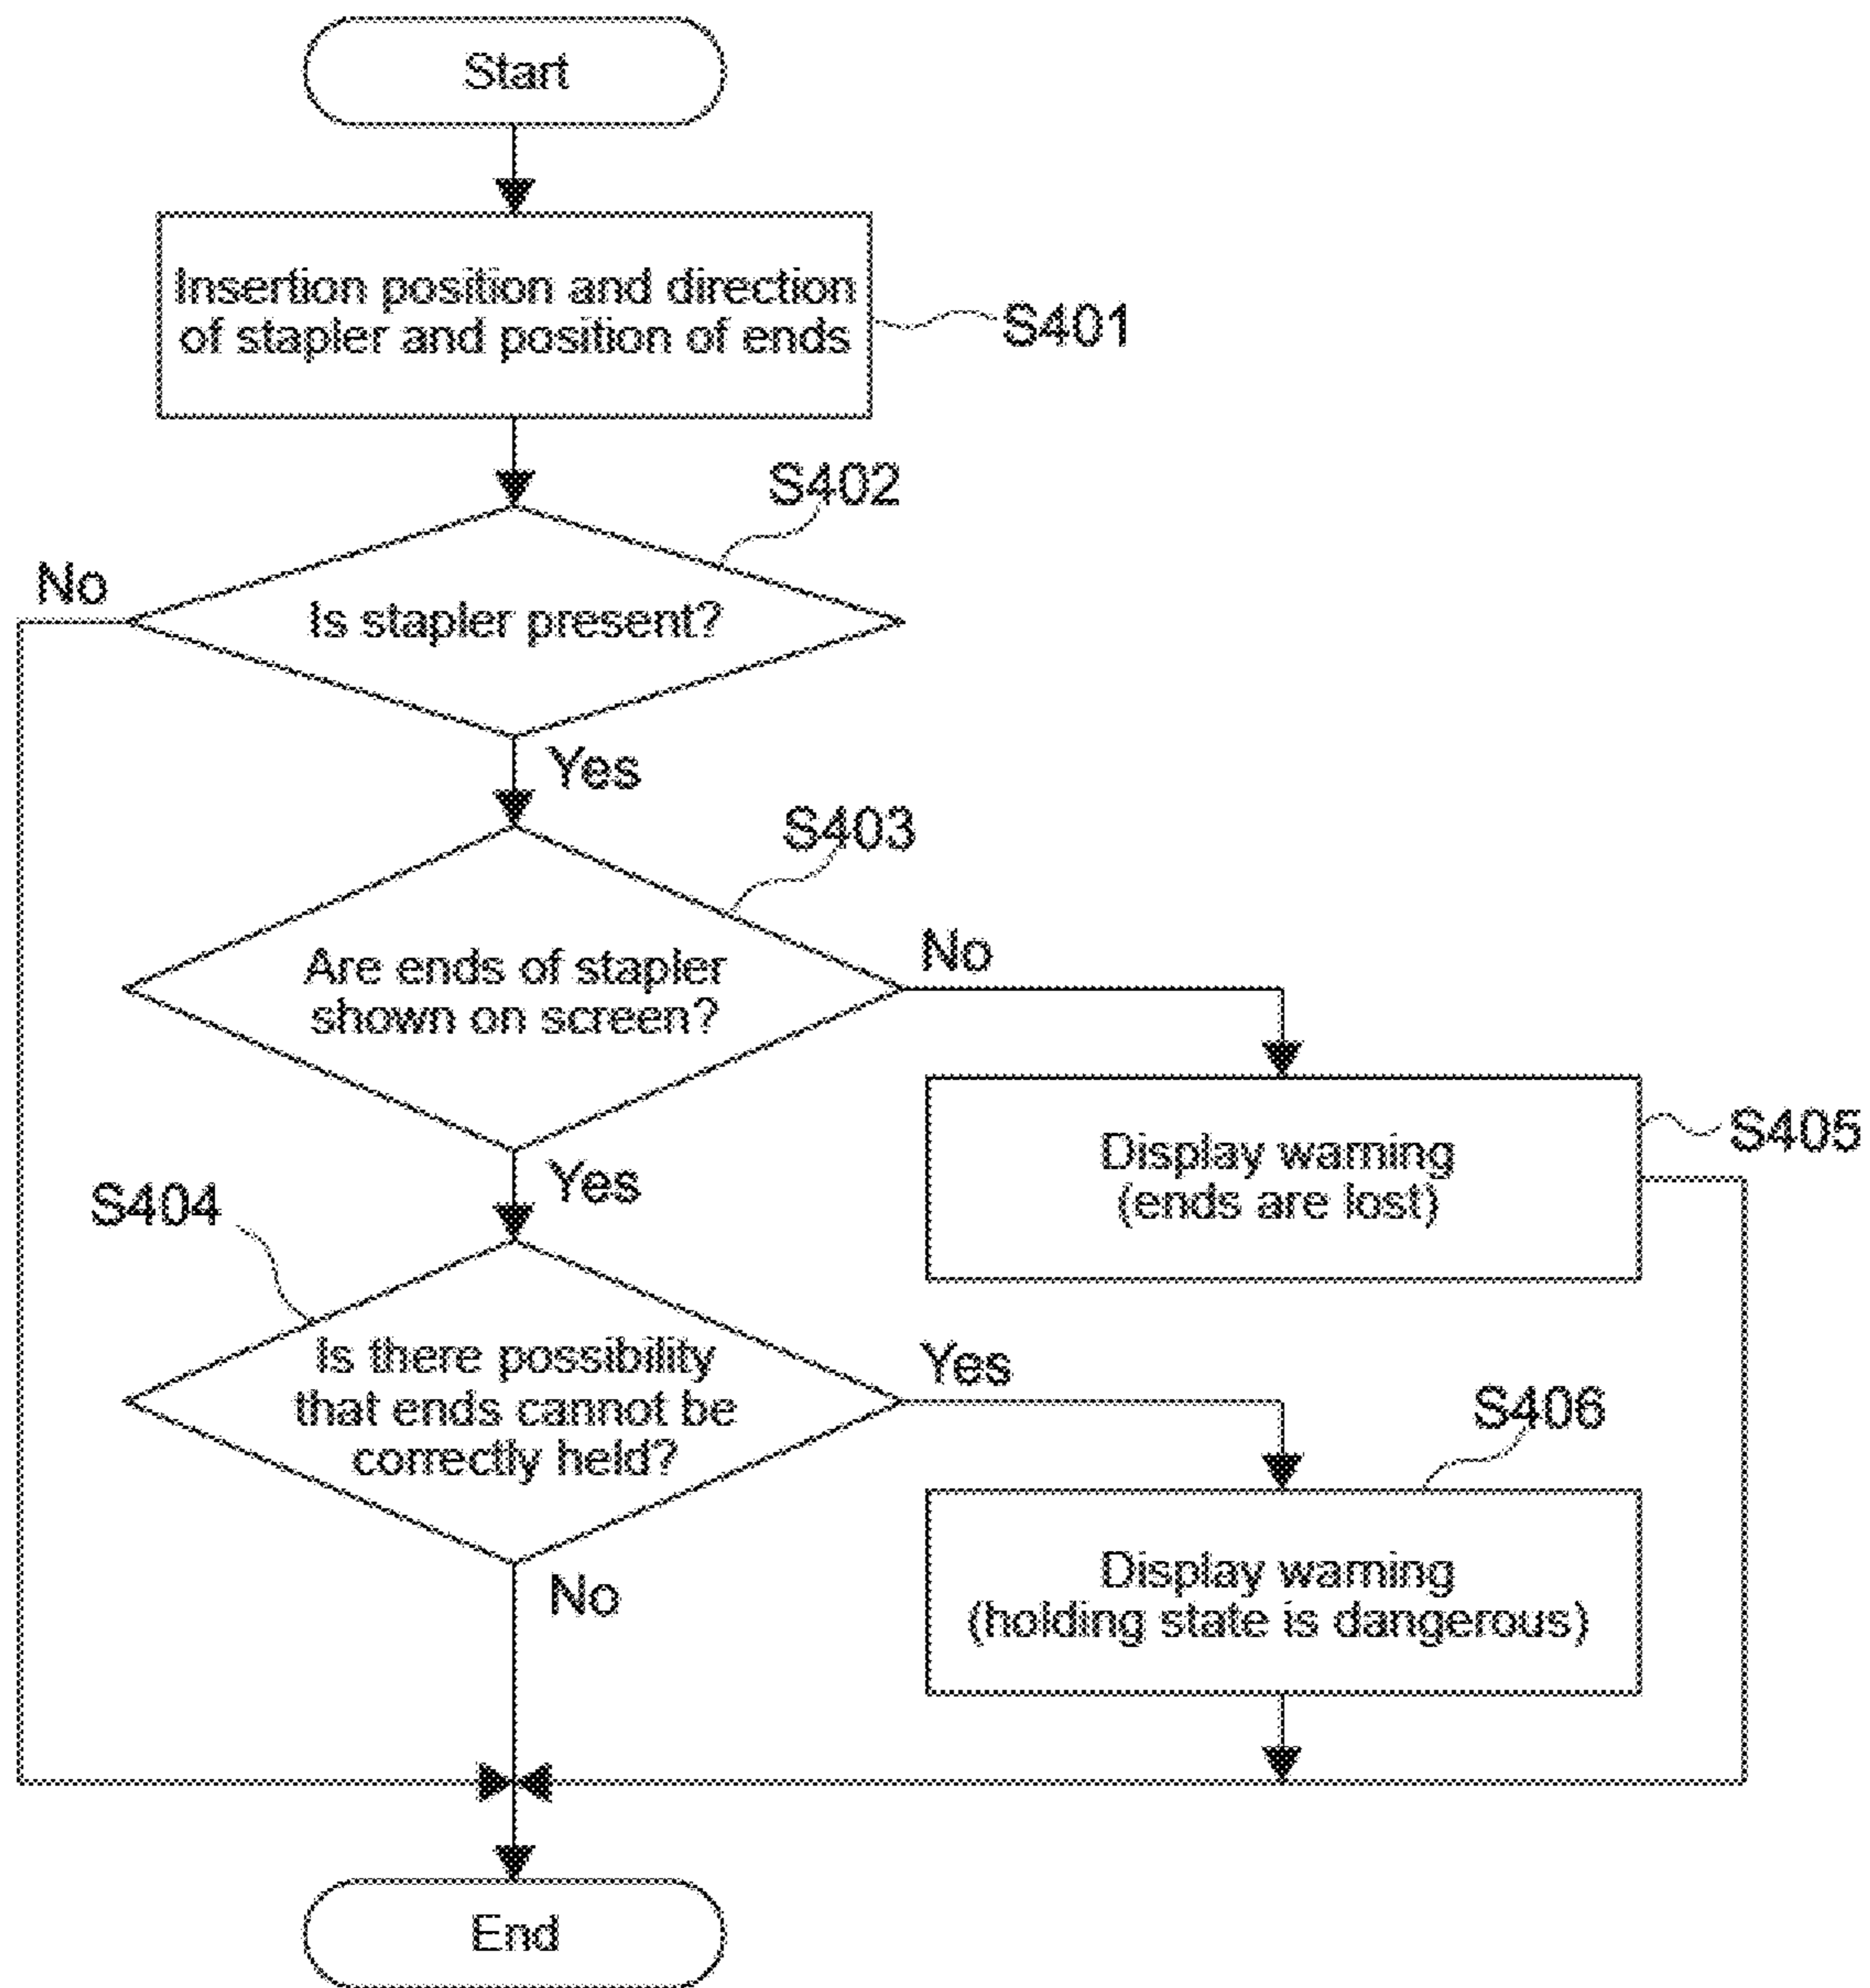 Start
Insertion position and direction
of stapler and position of ends
S401
S402
No
Is stapler present?
Yes
S403
Are ends of stapler
shown on screen?
No
Display warning
(ends are lost)
S405
Yes
S404
Is there possibility
that ends cannot be
correctly held?
Yes
S406
Display warning
(holding state is dangerous)
No
End